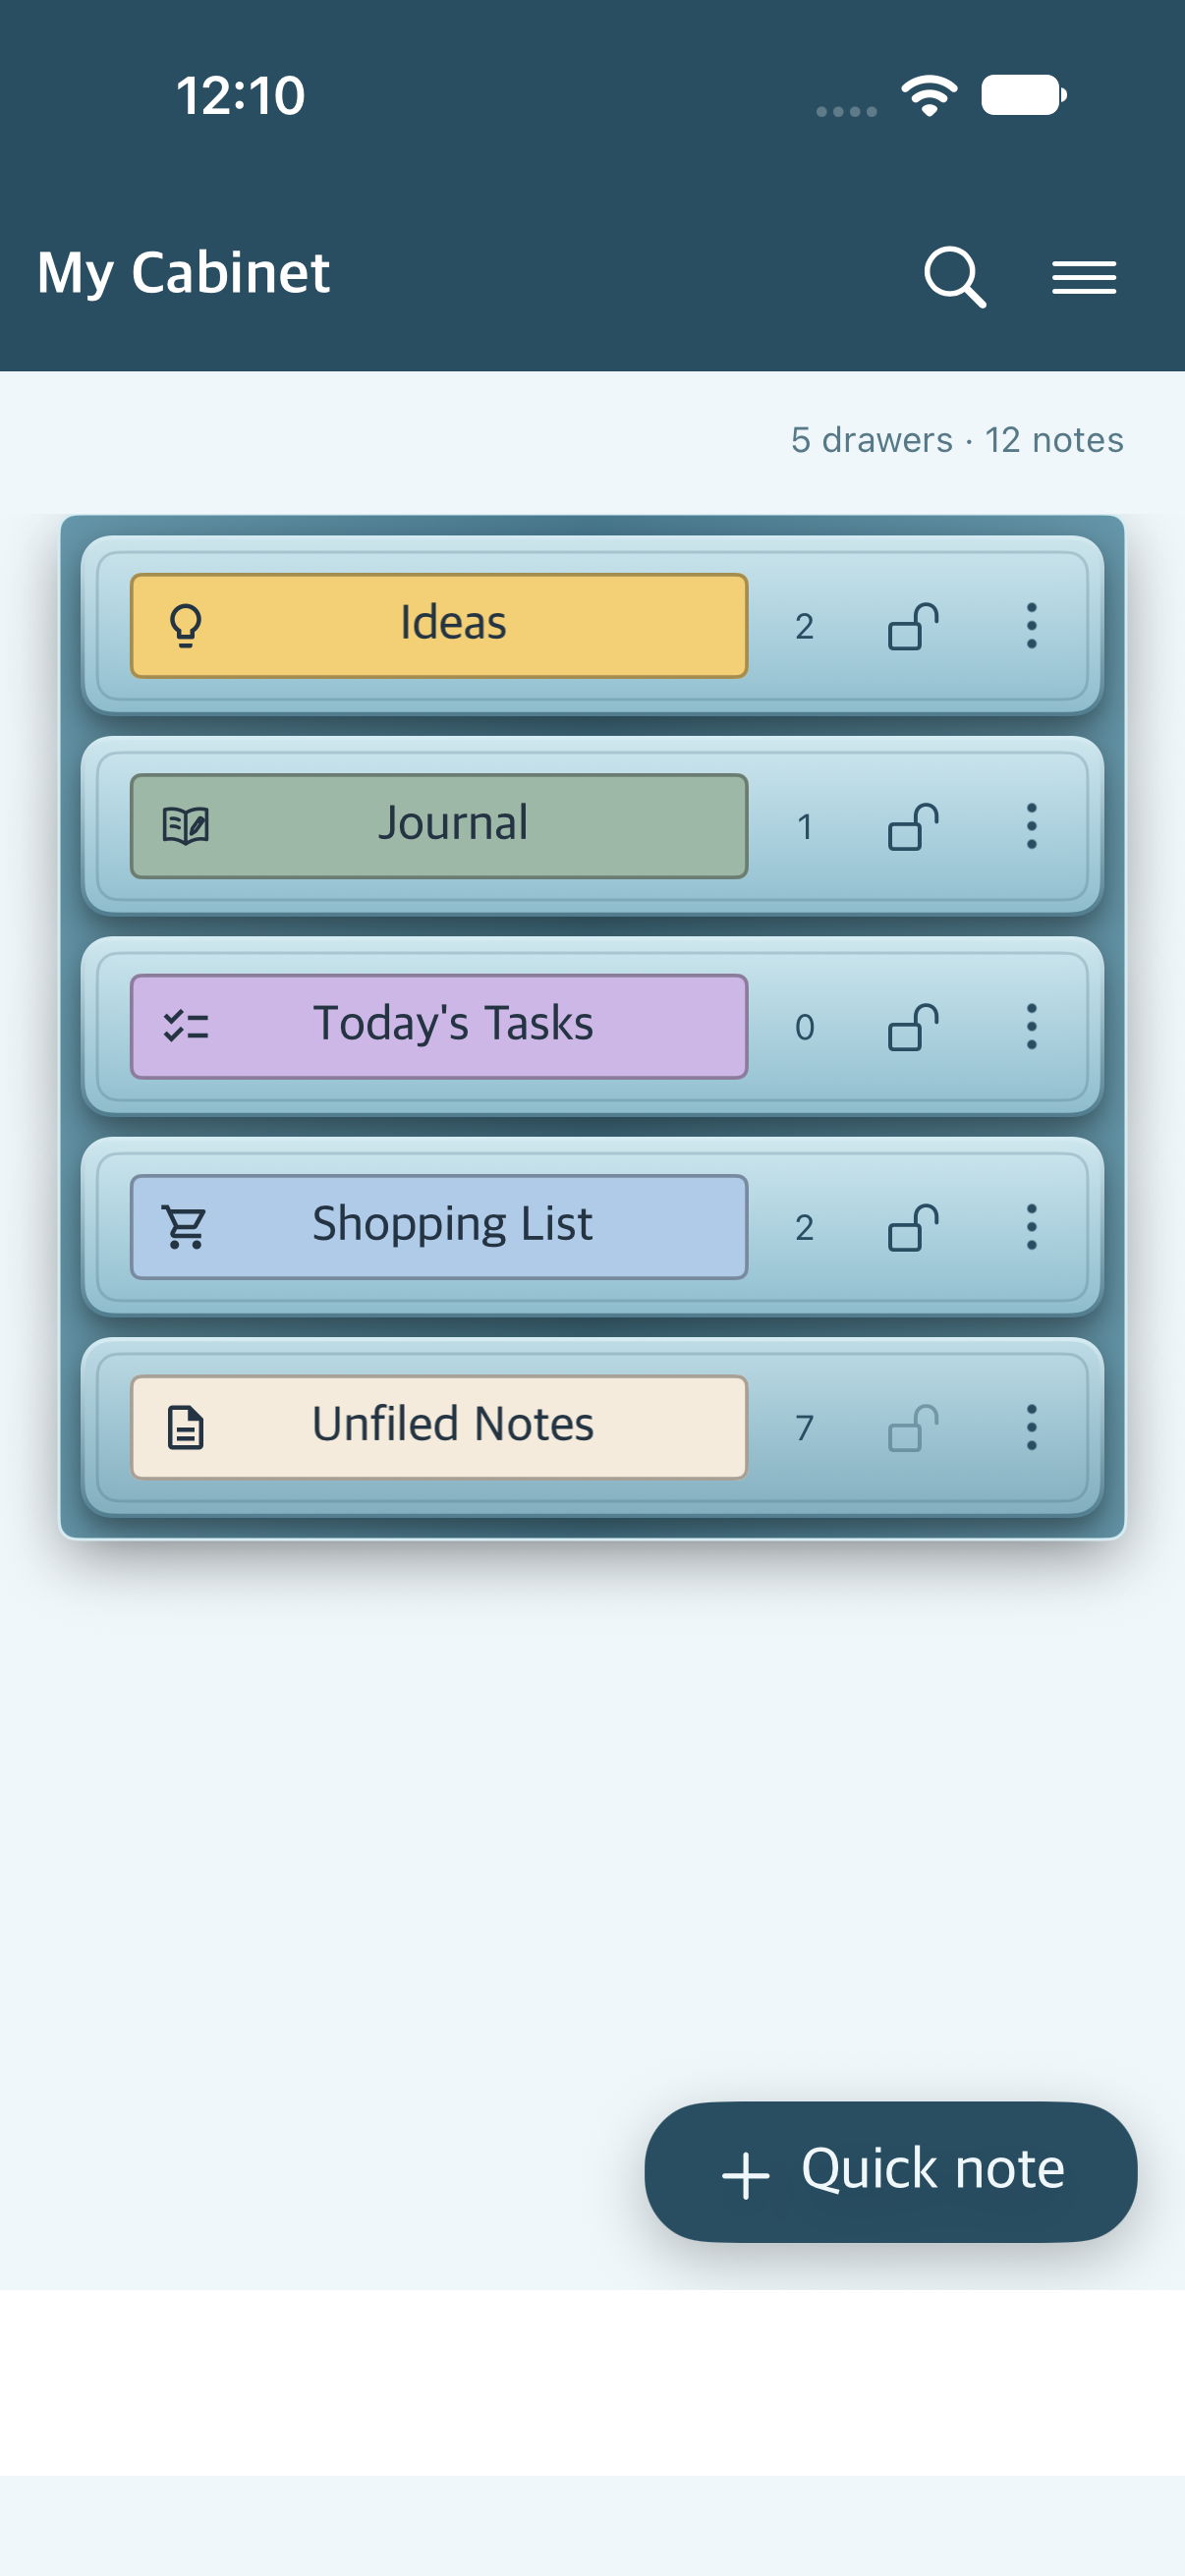 12:10
My Cabinet
5 drawers · 12 notes
Ideas 2
Journal 1
Today's Tasks 0
Shopping List 2
Unfiled Notes 7
+ Quick note